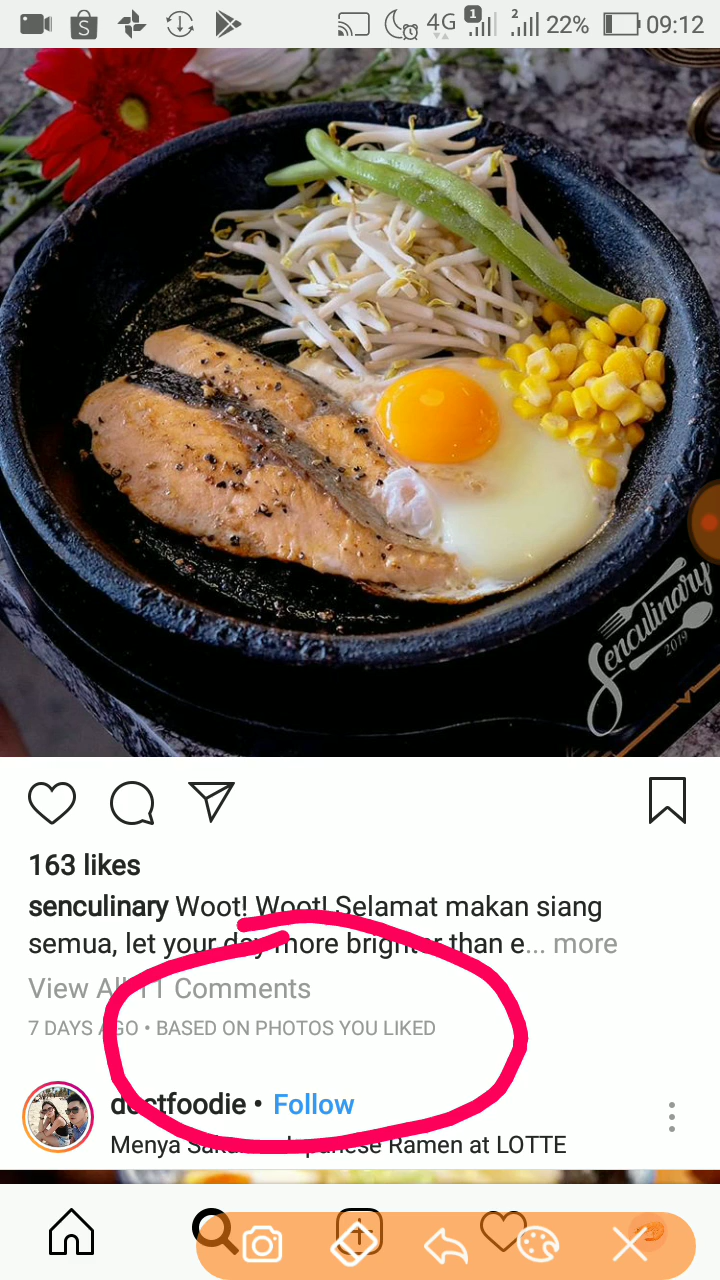 4G 1 2 22% 09:12
Senculinary
2019
163 likes
senculinary Woot! Woot! Selamat makan siang
semua, let your day more brighter than e... more
View All 11 Comments
7 DAYS AGO • BASED ON PHOTOS YOU LIKED
• Follow
Menya Japanese Ramen at LOTTE